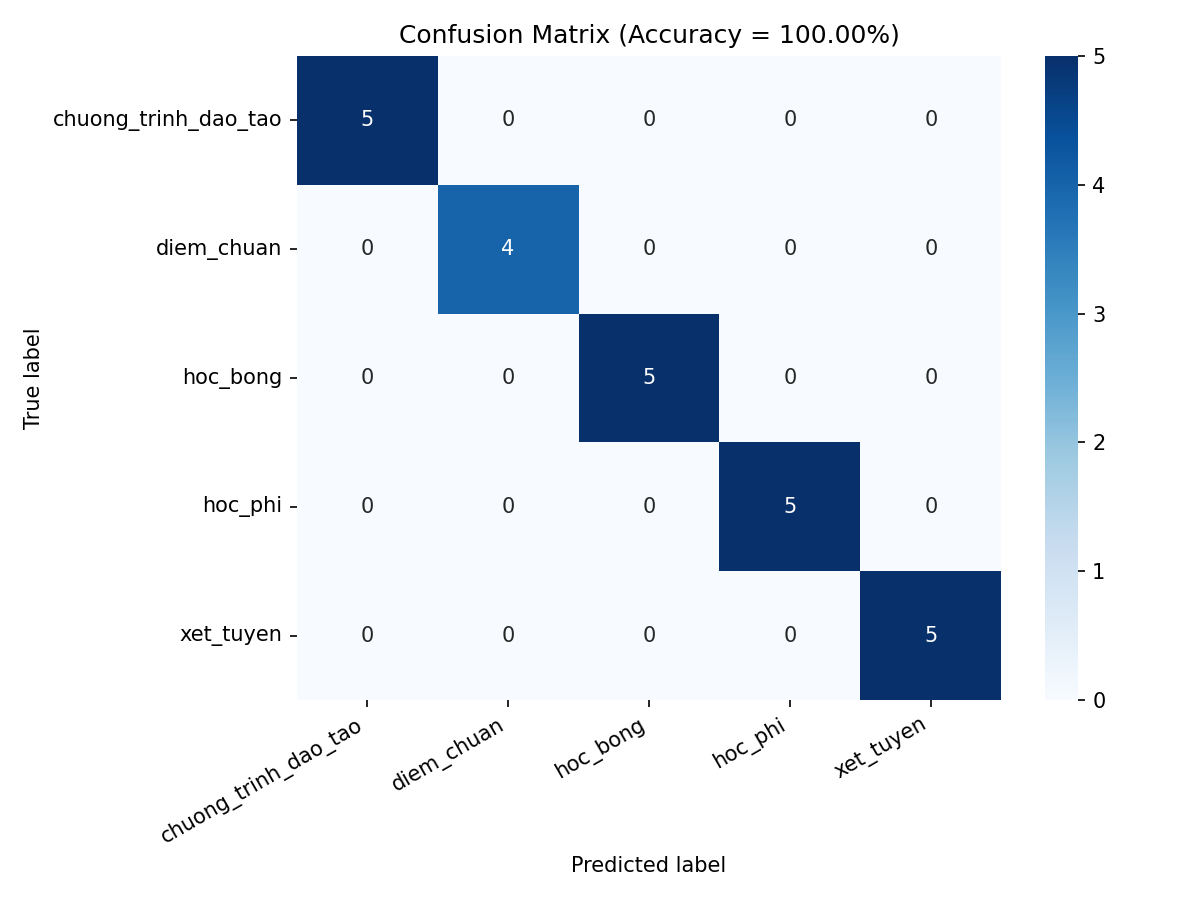 Confusion Matrix (Accuracy = 100.00%)
True label
chuong_trinh_dao_tao 5 0 0 0 0
diem_chuan 0 4 0 0 0
hoc_bong 0 0 5 0 0
hoc_phi 0 0 0 5 0
xet_tuyen 0 0 0 0 5
chuong_trinh_dao_tao diem_chuan hoc_bong hoc_phi xet_tuyen
Predicted label
5
4
3
2
1
0